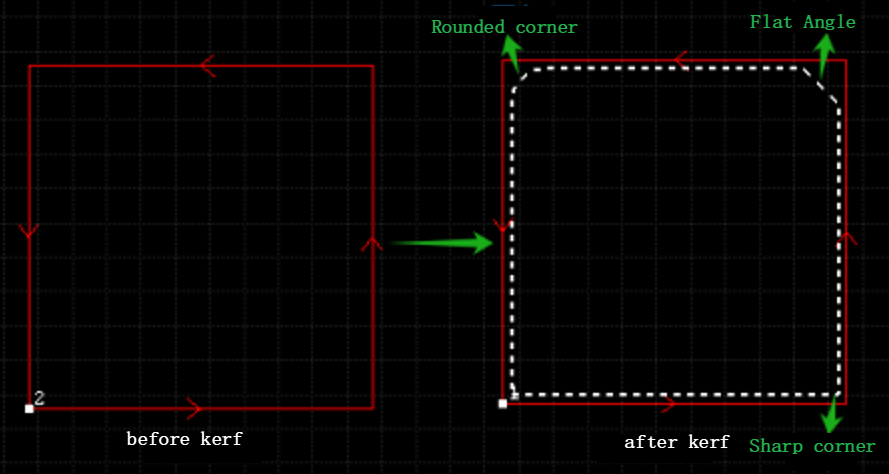 Rounded corner
Flat Angle
2
before kerf
after kerf
Sharp corner